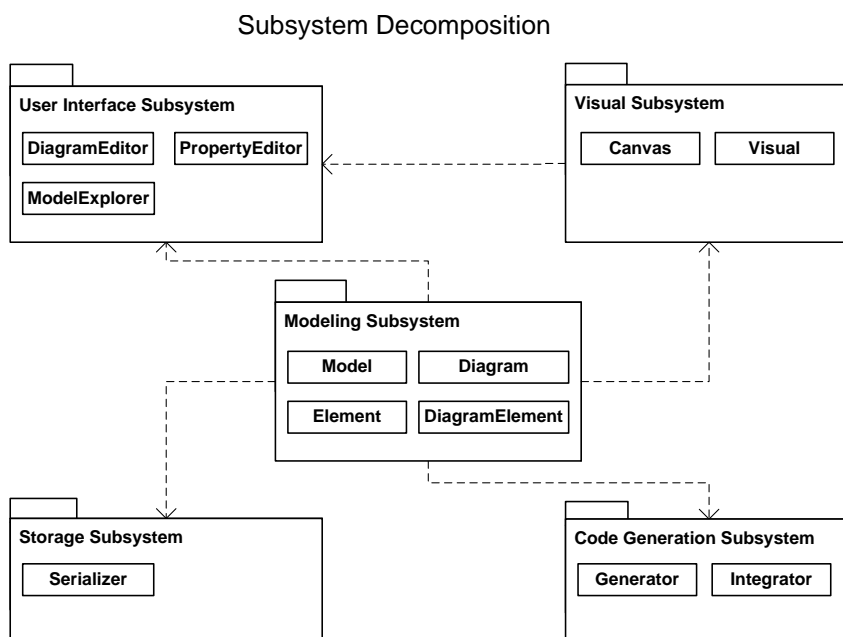 Subsystem Decomposition
User Interface Subsystem
DiagramEditor
PropertyEditor
ModelExplorer
Visual Subsystem
Canvas
Visual
Modeling Subsystem
Model
Diagram
Element
DiagramElement
Storage Subsystem
Serializer
Code Generation Subsystem
Generator
Integrator